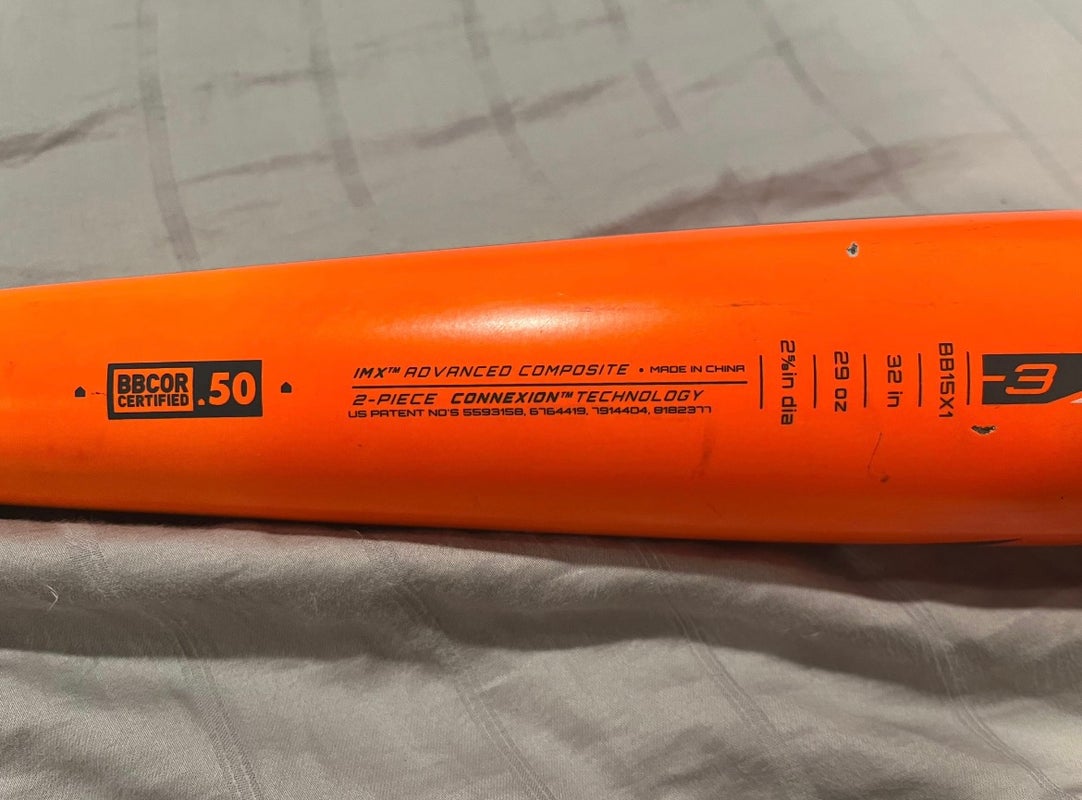 BBCOR
CERTIFIED
.50
IMX™ ADVANCED COMPOSITE • MADE IN CHINA
2-PIECE CONNEXION™ TECHNOLOGY
US PATENT NO'S 5593158, 6764419, 7914404, 8182377
2⅝ in dia
29 oz
32 in
BB15X1
-3